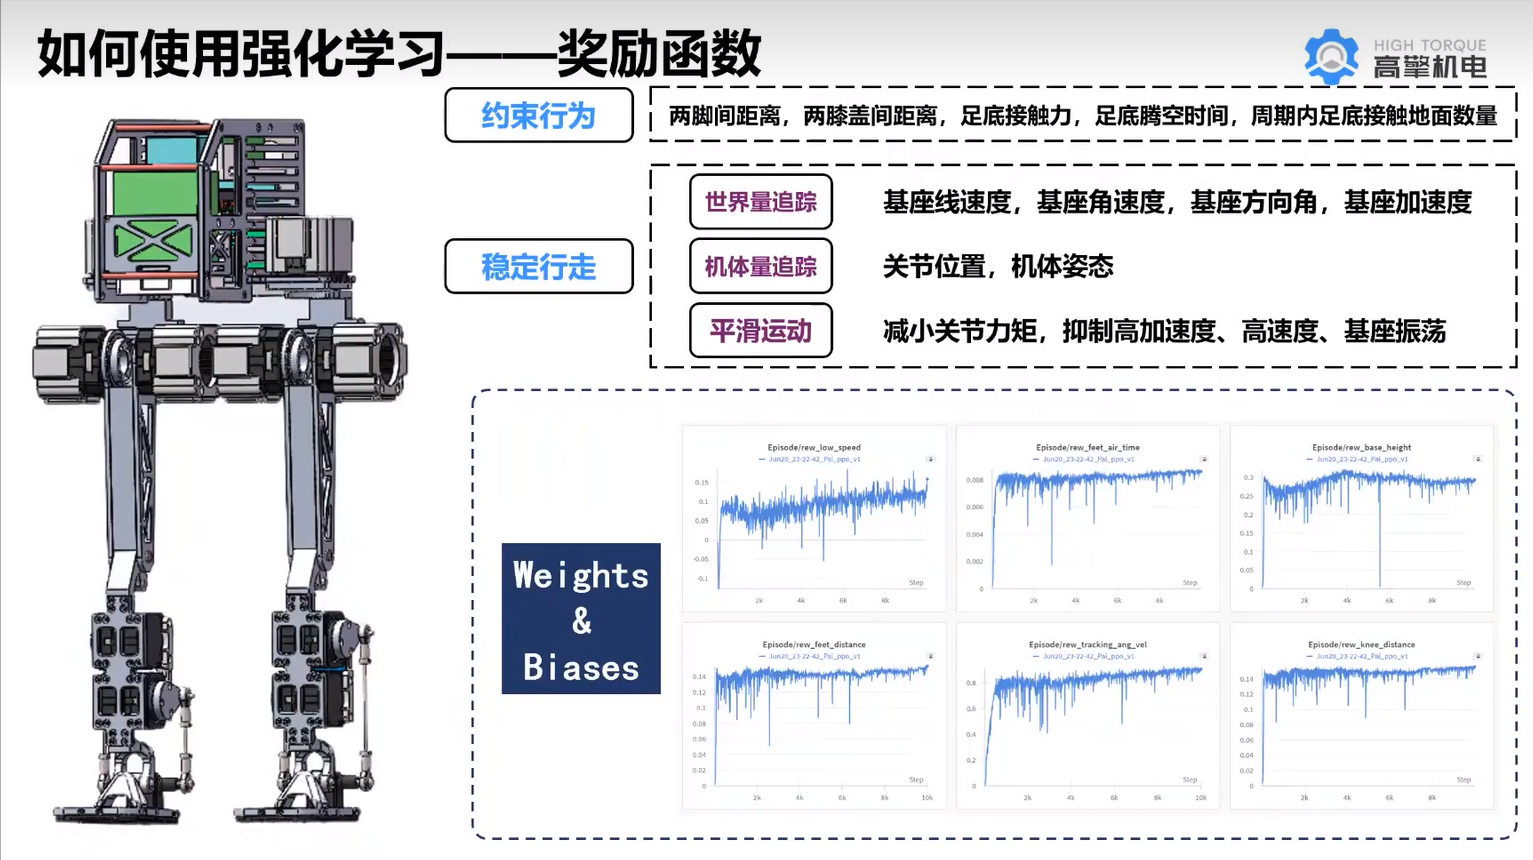 如何使用强化学习——奖励函数
HIGH TORQUE
高擎机电
约束行为
两脚间距离，两膝盖间距离，足底接触力，足底腾空时间，周期内足底接触地面数量
稳定行走
世界量追踪
基座线速度，基座角速度，基座方向角，基座加速度
机体量追踪
关节位置，机体姿态
平滑运动
减小关节力矩，抑制高加速度、高速度、基座振荡
Weights
&
Biases
Episode/rew_low_speed
Jun20_23-22-42_Pai_ppo_v1
0.15
0.1
0.05
0
-0.05
-0.1
Step
2k 4k 6k 8k
Episode/rew_feet_air_time
Jun20_23-22-42_Pai_ppo_v1
0.008
0.006
0.004
0.002
0
Step
2k 4k 6k 8k
Episode/rew_base_height
Jun20_23-22-42_Pai_ppo_v1
0.3
0.25
0.2
0.15
0.1
0.05
0
Step
2k 4k 6k 8k
Episode/rew_feet_distance
Jun20_23-22-42_Pai_ppo_v1
0.14
0.12
0.1
0.08
0.06
0.04
0.02
0
Step
2k 4k 6k 8k 10k
Episode/rew_tracking_ang_vel
Jun20_23-22-42_Pai_ppo_v1
0.8
0.6
0.4
0.2
0
Step
2k 4k 6k 8k 10k
Episode/rew_knee_distance
Jun20_23-22-42_Pai_ppo_v1
0.14
0.12
0.1
0.08
0.06
0.04
0.02
0
Step
2k 4k 6k 8k